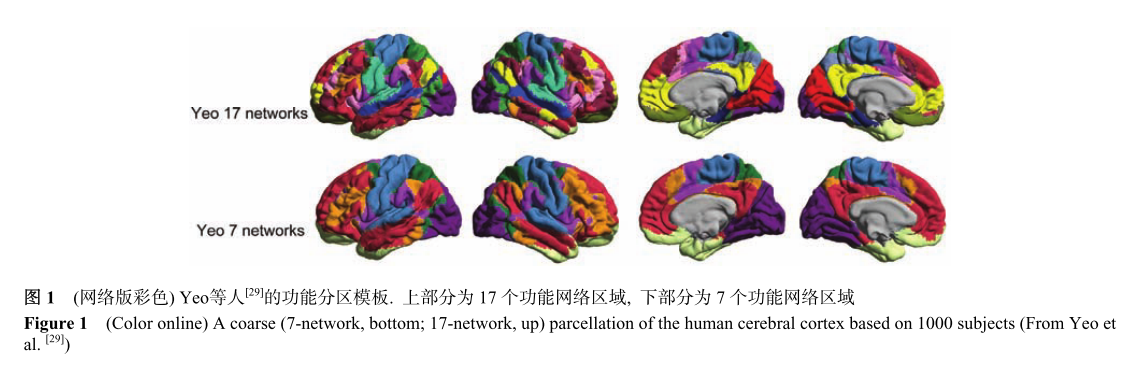 Yeo 17 networks
Yeo 7 networks
图 1 (网络版彩色) Yeo等人[29]的功能分区模板. 上部分为 17 个功能网络区域, 下部分为 7 个功能网络区域
Figure 1 (Color online) A coarse (7-network, bottom; 17-network, up) parcellation of the human cerebral cortex based on 1000 subjects (From Yeo et
al. [29])